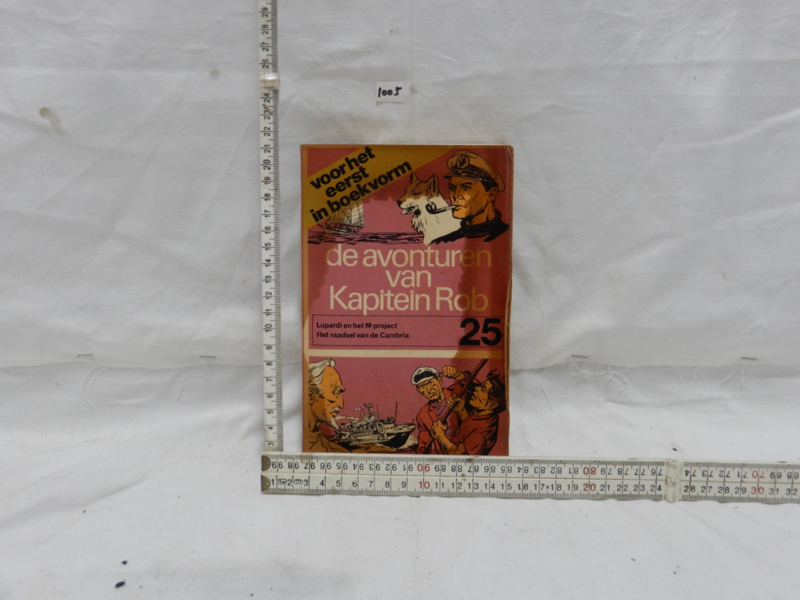 1005
voor het
eerst
in boekvorm
de avonturen
van
Kapitein Rob
Lupardi en het M-project
Het raadsel van de Cambria
25